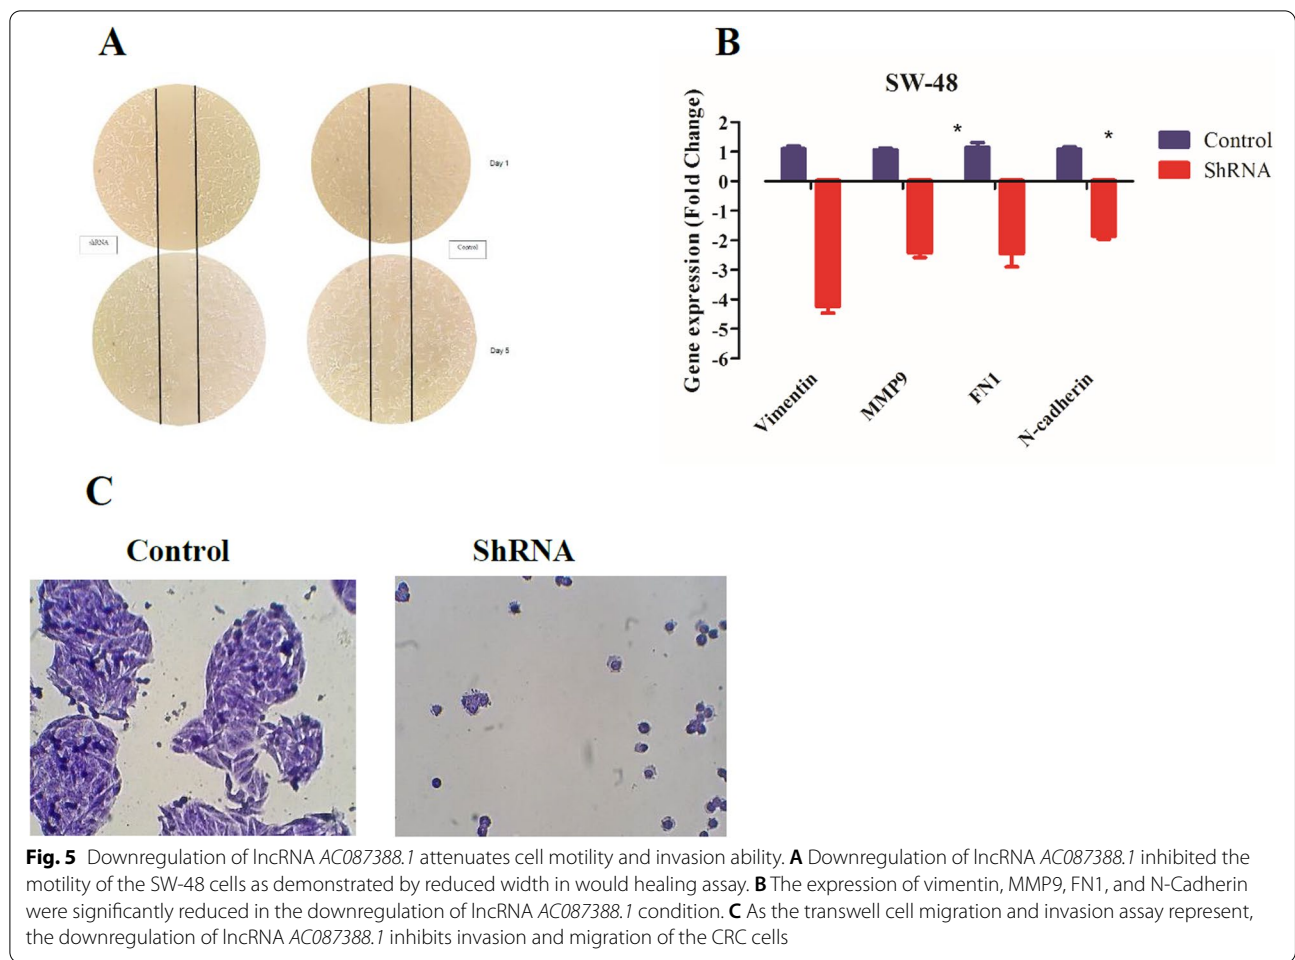 A
Day 1
shRNA
Control
Day 5
B
SW-48
Gene expression (Fold Change)
2
1
0
-1
-2
-3
-4
-5
-6
*
*
Control
ShRNA
Vimentin
MMP9
FN1
N-cadherin
C
Control
ShRNA
Fig. 5 Downregulation of lncRNA AC087388.1 attenuates cell motility and invasion ability. A Downregulation of lncRNA AC087388.1 inhibited the
motility of the SW-48 cells as demonstrated by reduced width in would healing assay. B The expression of vimentin, MMP9, FN1, and N-Cadherin
were significantly reduced in the downregulation of lncRNA AC087388.1 condition. C As the transwell cell migration and invasion assay represent,
the downregulation of lncRNA AC087388.1 inhibits invasion and migration of the CRC cells